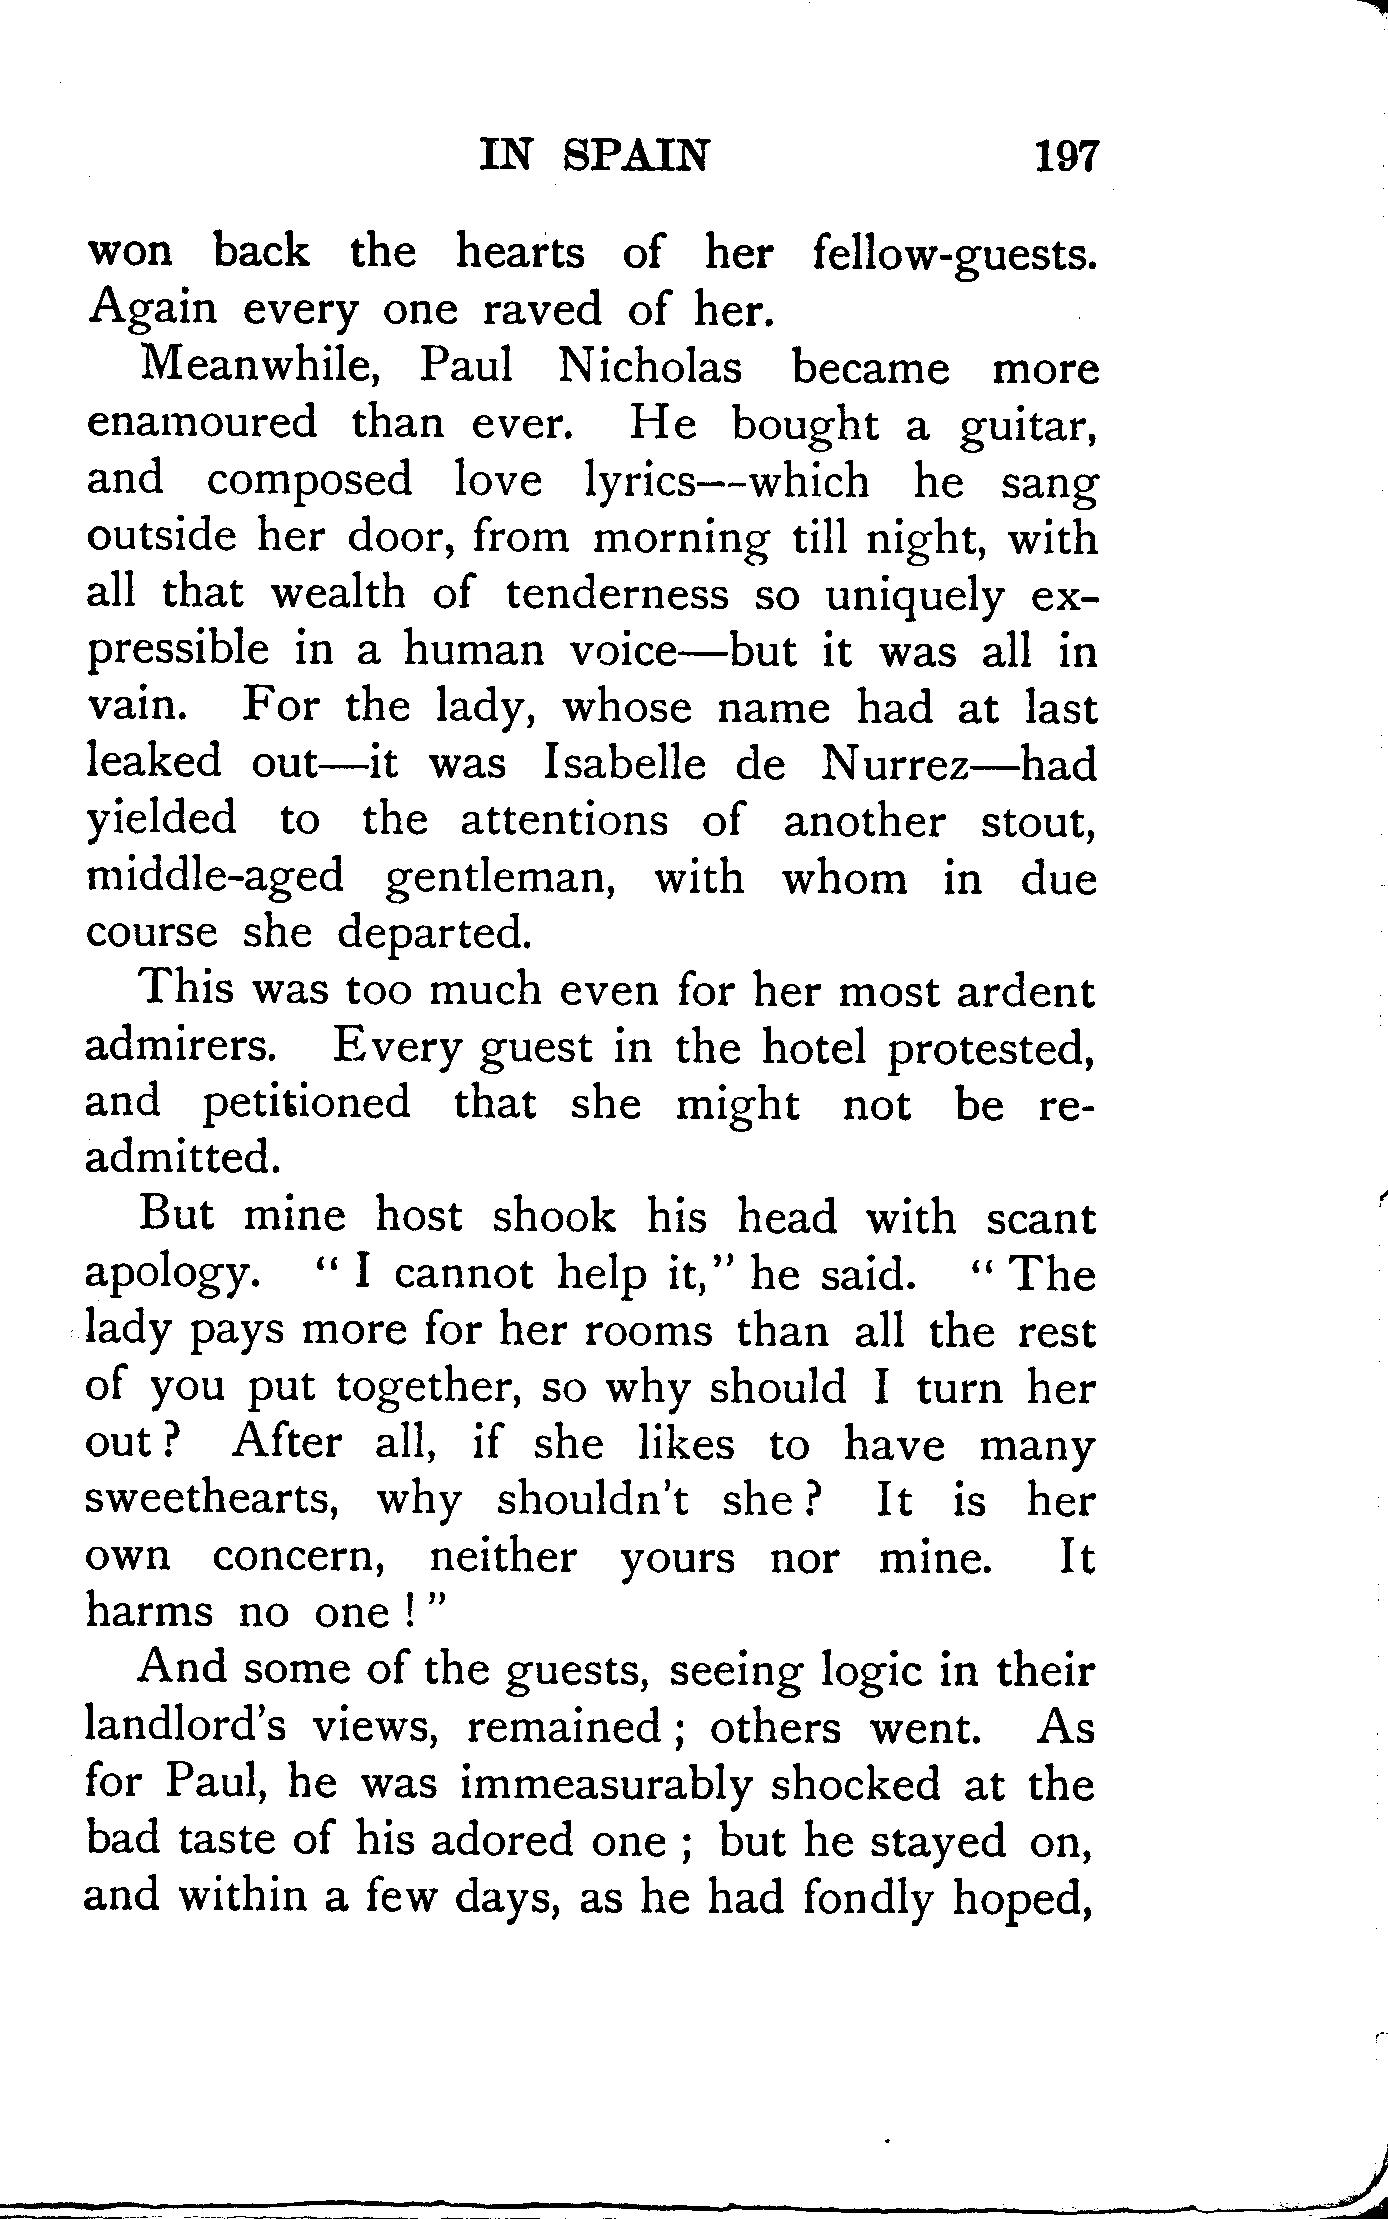 IN SPAIN 197
won back the hearts of her fellow-guests.
Again every one raved of her.
Meanwhile, Paul Nicholas became more
enamoured than ever. He bought a guitar,
and composed love lyrics—which he sang
outside her door, from morning till night, with
all that wealth of tenderness so uniquely ex-
pressible in a human voice—but it was all in
vain. For the lady, whose name had at last
leaked out—it was Isabelle de Nurrez—had
yielded to the attentions of another stout,
middle-aged gentleman, with whom in due
course she departed.
This was too much even for her most ardent
admirers. Every guest in the hotel protested,
and petitioned that she might not be re-
admitted.
But mine host shook his head with scant
apology. “ I cannot help it,” he said. “ The
lady pays more for her rooms than all the rest
of you put together, so why should I turn her
out ? After all, if she likes to have many
sweethearts, why shouldn't she ? It is her
own concern, neither yours nor mine. It
harms no one ! ”
And some of the guests, seeing logic in their
landlord's views, remained ; others went. As
for Paul, he was immeasurably shocked at the
bad taste of his adored one ; but he stayed on,
and within a few days, as he had fondly hoped,